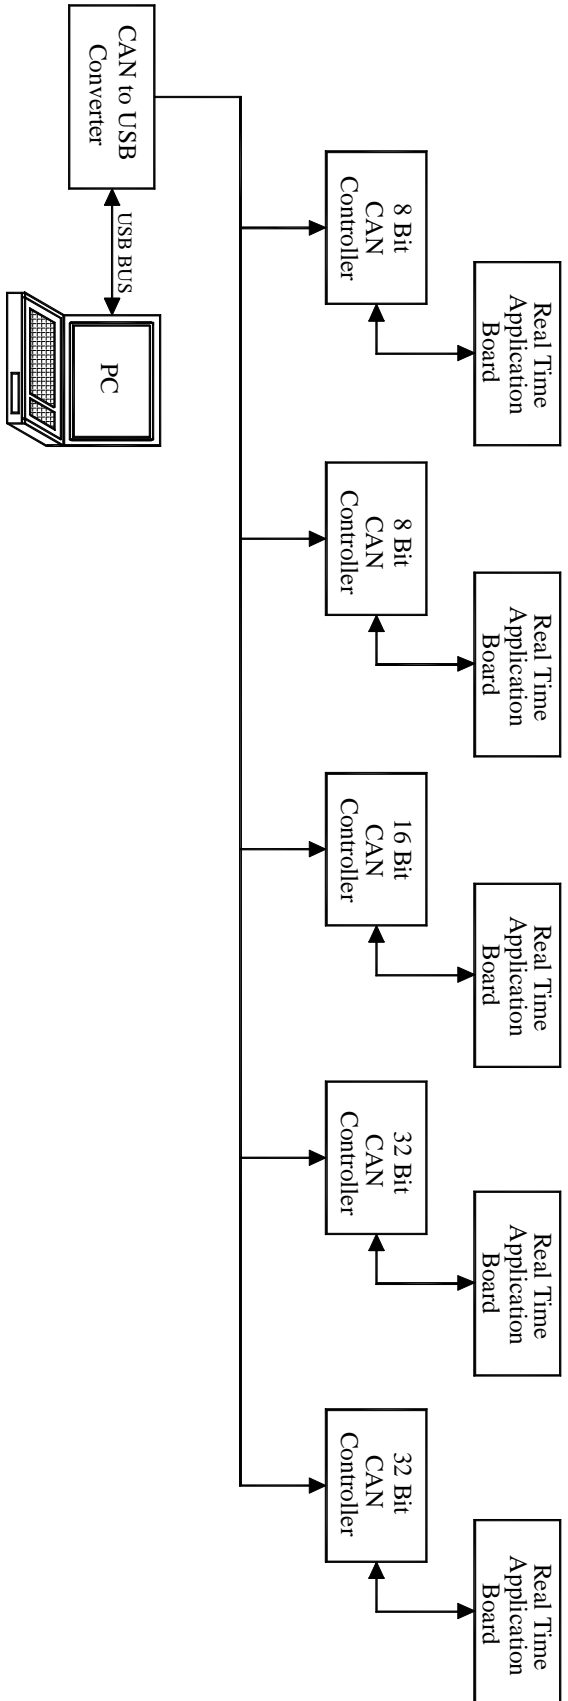 Real Time
Application
Board
Real Time
Application
Board
Real Time
Application
Board
Real Time
Application
Board
Real Time
Application
Board
8 Bit
CAN
Controller
8 Bit
CAN
Controller
16 Bit
CAN
Controller
32 Bit
CAN
Controller
32 Bit
CAN
Controller
CAN to USB
Converter
USB BUS
PC